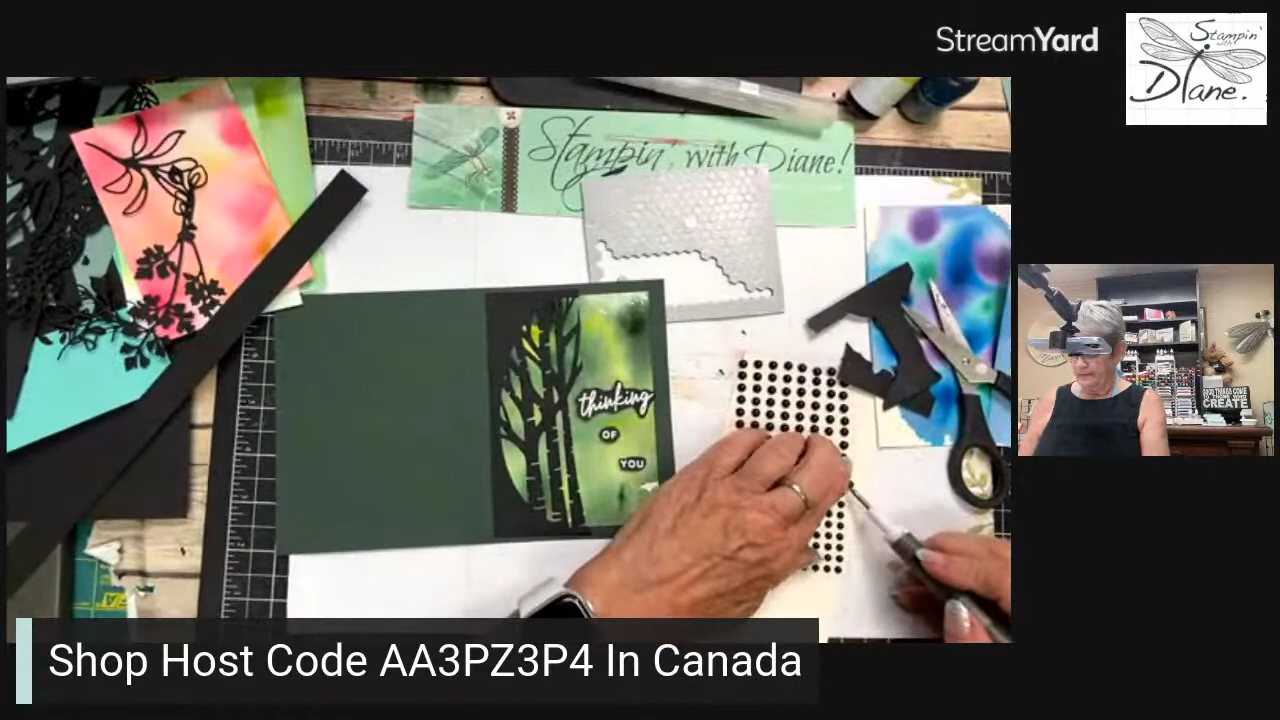 StreamYard
Stampin'
with
Diane.
Stampin' with Diane!
thinking
OF
YOU
CREATE
Shop Host Code AA3PZ3P4 In Canada